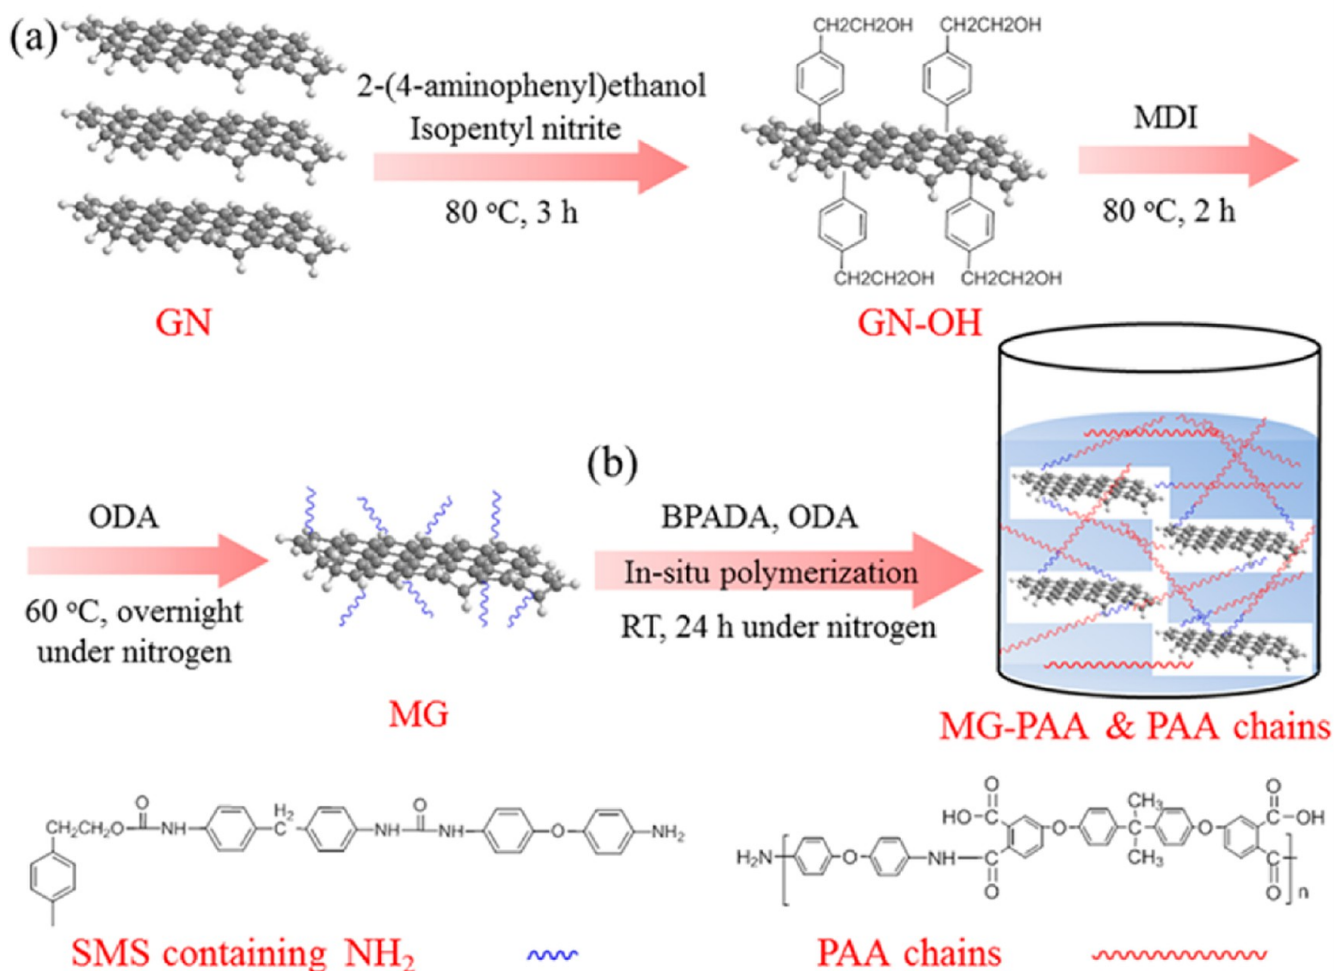 (a)
2-(4-aminophenyl)ethanol
Isopentyl nitrite
80 °C, 3 h
GN
CH2CH2OH CH2CH2OH
CH2CH2OH CH2CH2OH
GN-OH
MDI
80 °C, 2 h
ODA
60 °C, overnight
under nitrogen
MG
(b)
BPADA, ODA
In-situ polymerization
RT, 24 h under nitrogen
MG-PAA & PAA chains
CH₂CH₂O O NH H₂ C NH O NH O NH₂
SMS containing NH₂
H₂N O NH HO C O C O O CH₃ C CH₃ O O C OH C O n
PAA chains